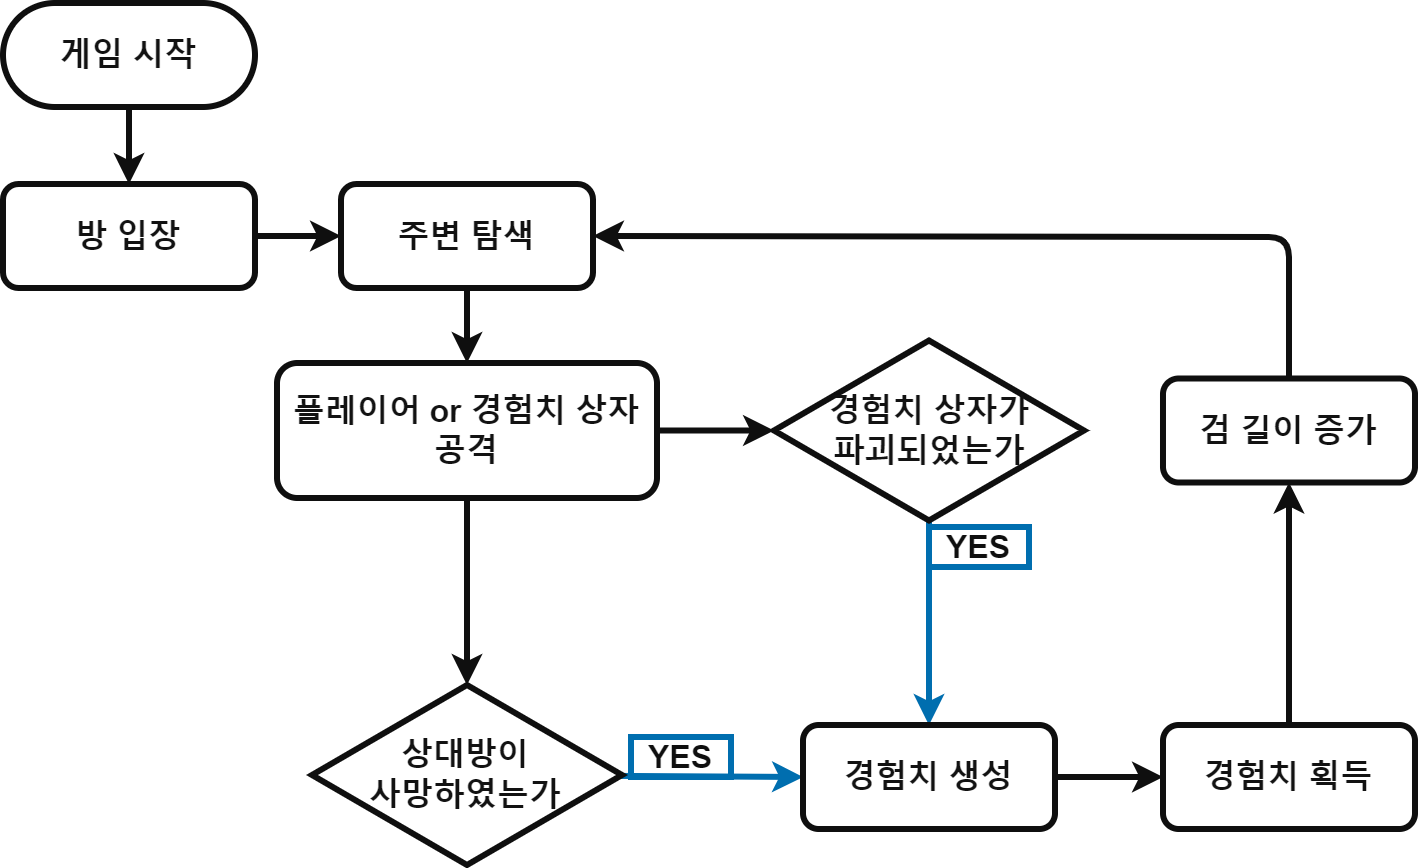 게임 시작
방 입장
주변 탐색
플레이어 or 경험치 상자
공격
경험치 상자가
파괴되었는가
검 길이 증가
YES
상대방이
사망하였는가
YES
경험치 생성
경험치 획득